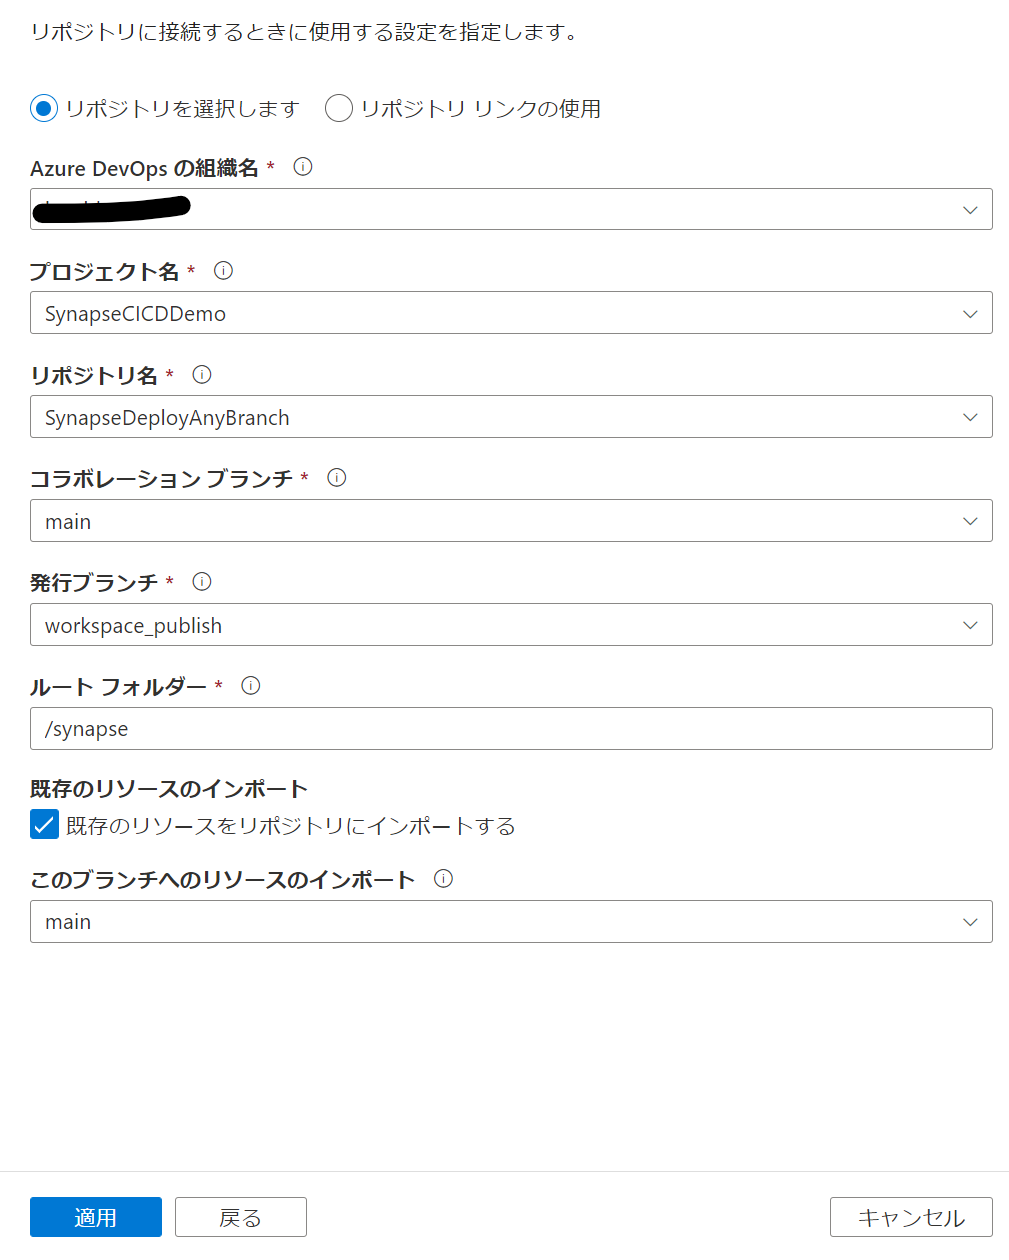 リポジトリに接続するときに使用する設定を指定します。
リポジトリを選択します リポジトリ リンクの使用
Azure DevOps の組織名 *
プロジェクト名 *
SynapseCICDDemo
リポジトリ名 *
SynapseDeployAnyBranch
コラボレーション ブランチ *
main
発行ブランチ *
workspace_publish
ルート フォルダー *
/synapse
既存のリソースのインポート
既存のリソースをリポジトリにインポートする
このブランチへのリソースのインポート
main
適用 戻る キャンセル